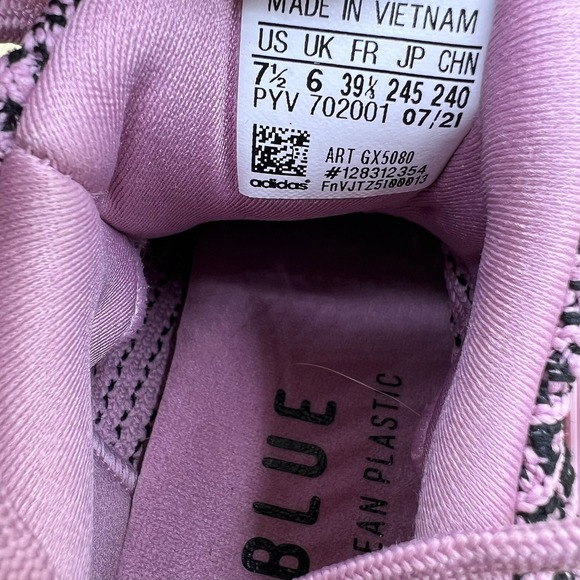 MADE IN VIETNAM
US UK FR JP CHN
7½ 6 39⅓ 245 240
PYV 702001 07/21
ART GX5080
#128312354
adidas FnVJTZ5I00013
BLUE
EAN PLASTIC